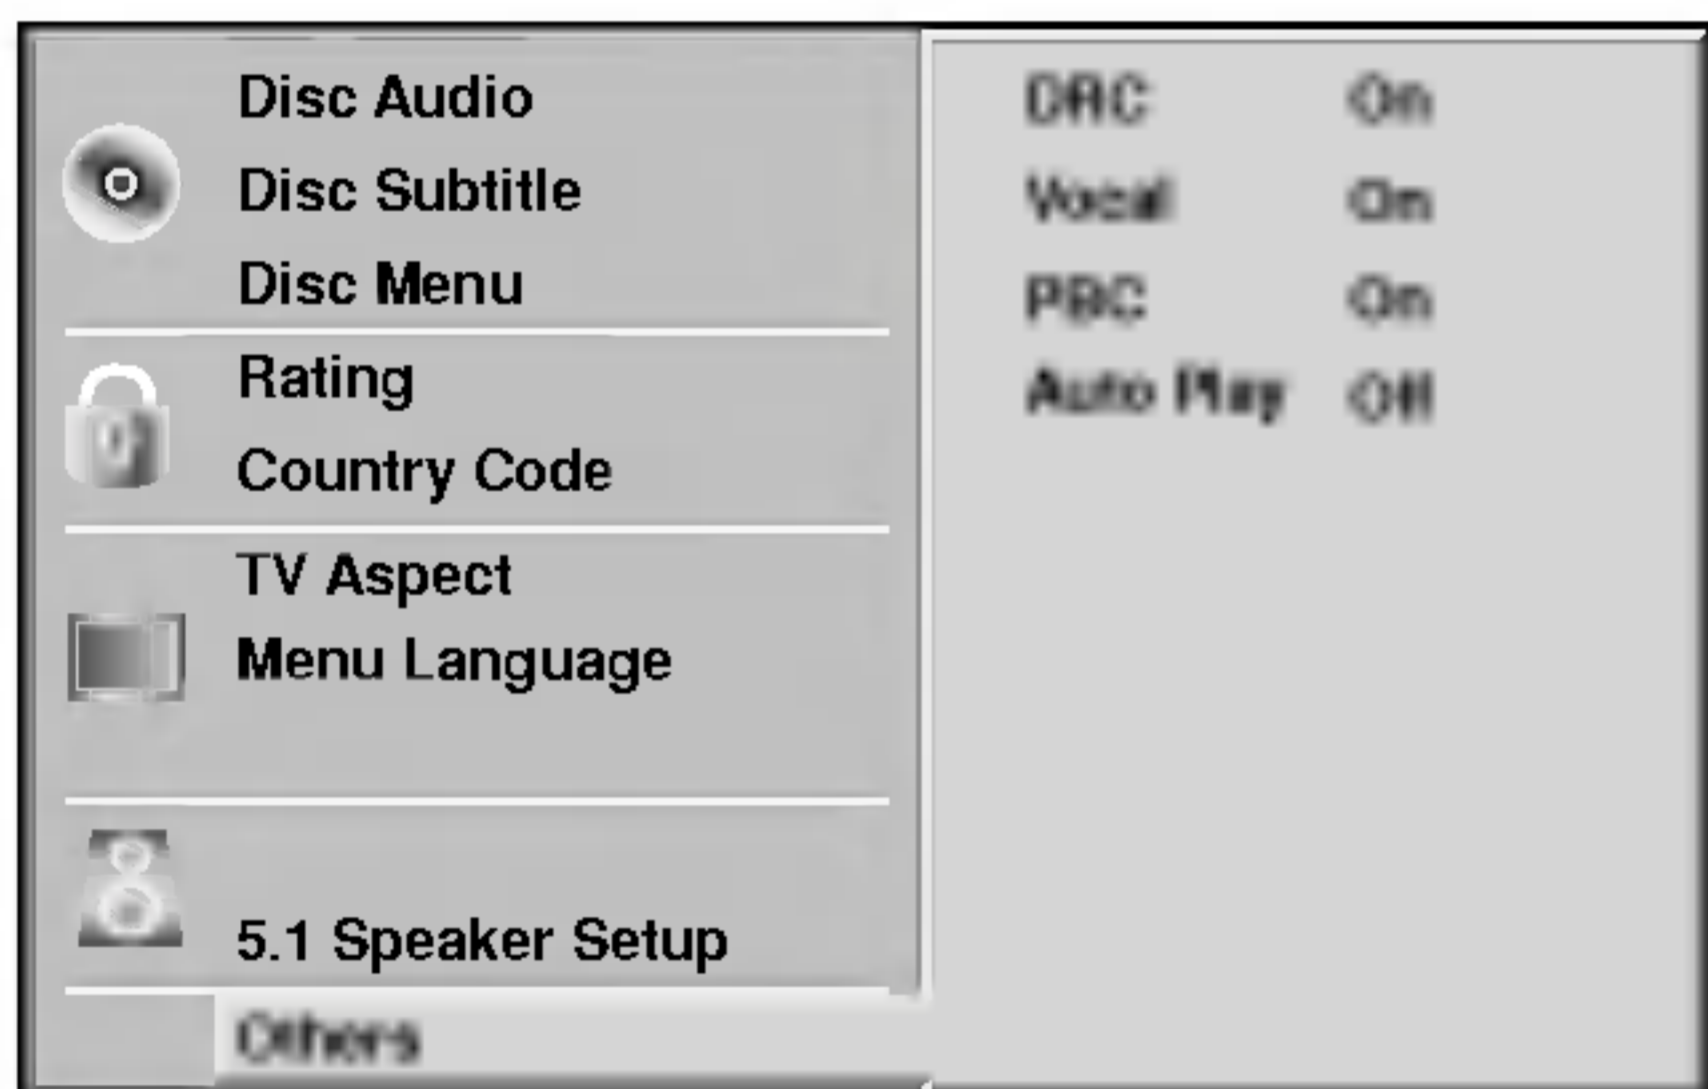 Disc Audio
Disc Subtitle
Disc Menu
Rating
Country Code
TV Aspect
Menu Language
5.1 Speaker Setup
Others
DRC On
Vocal On
PBC On
Auto Play Off